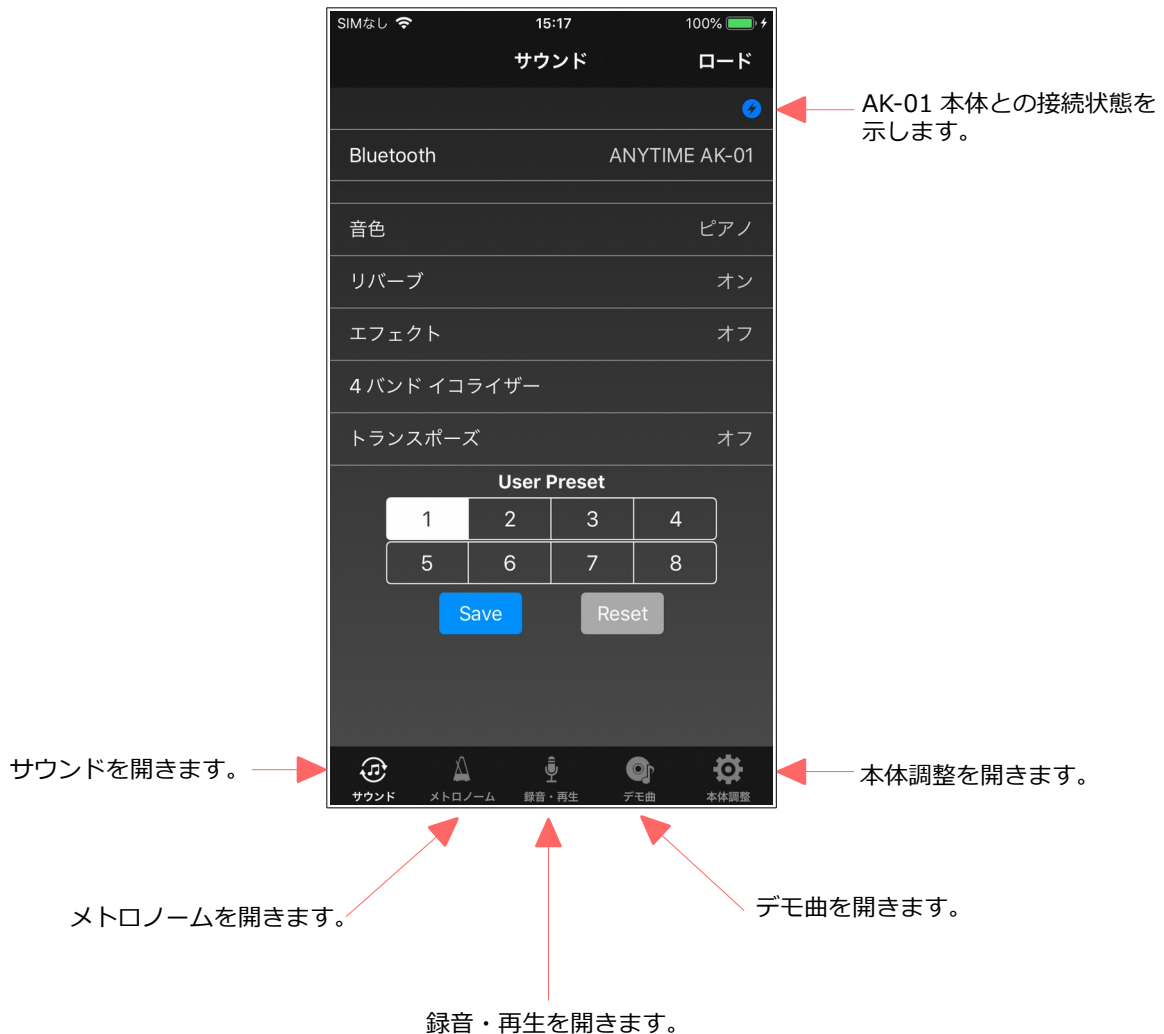 SIMなし 15:17 100%
サウンド ロード
AK-01 本体との接続状態を
示します。
Bluetooth ANYTIME AK-01
音色 ピアノ
リバーブ オン
エフェクト オフ
4 バンド イコライザー
トランスポーズ オフ
User Preset
1 2 3 4
5 6 7 8
Save Reset
サウンドを開きます。
サウンド メトロノーム 録音・再生 デモ曲 本体調整
本体調整を開きます。
メトロノームを開きます。
デモ曲を開きます。
録音・再生を開きます。